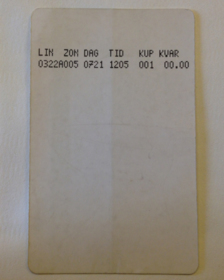 LIN ZON DAG TID KUP KVAR
0322A005 0721 1205 001 00.00